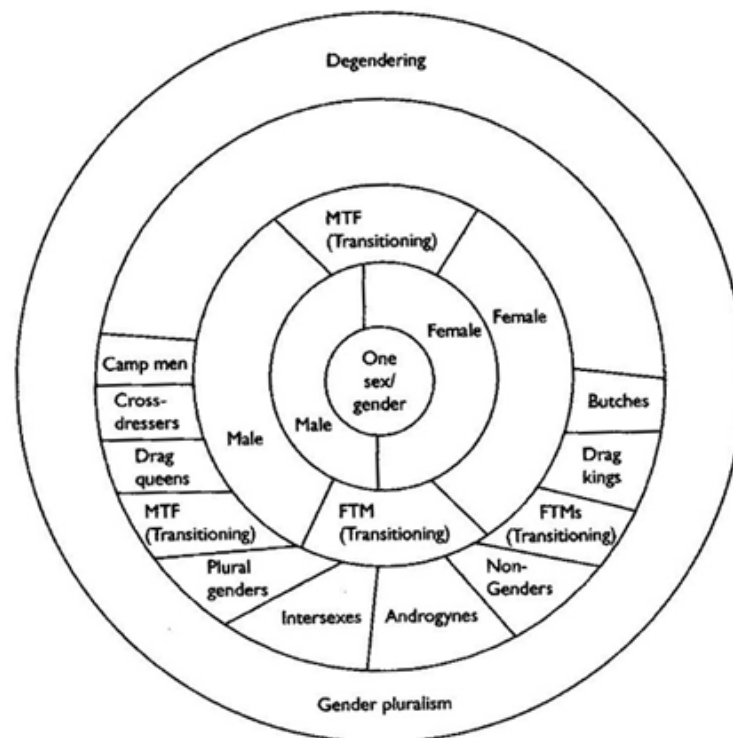 Degendering
MTF
(Transitioning)
Female
Female
One
sex/
gender
Male
Male
FTM
(Transitioning)
Camp men
Cross-
dressers
Drag
queens
MTF
(Transitioning)
Plural
genders
Intersexes
Androgynes
Non-
Genders
FTMs
(Transitioning)
Drag
kings
Butches
Gender pluralism